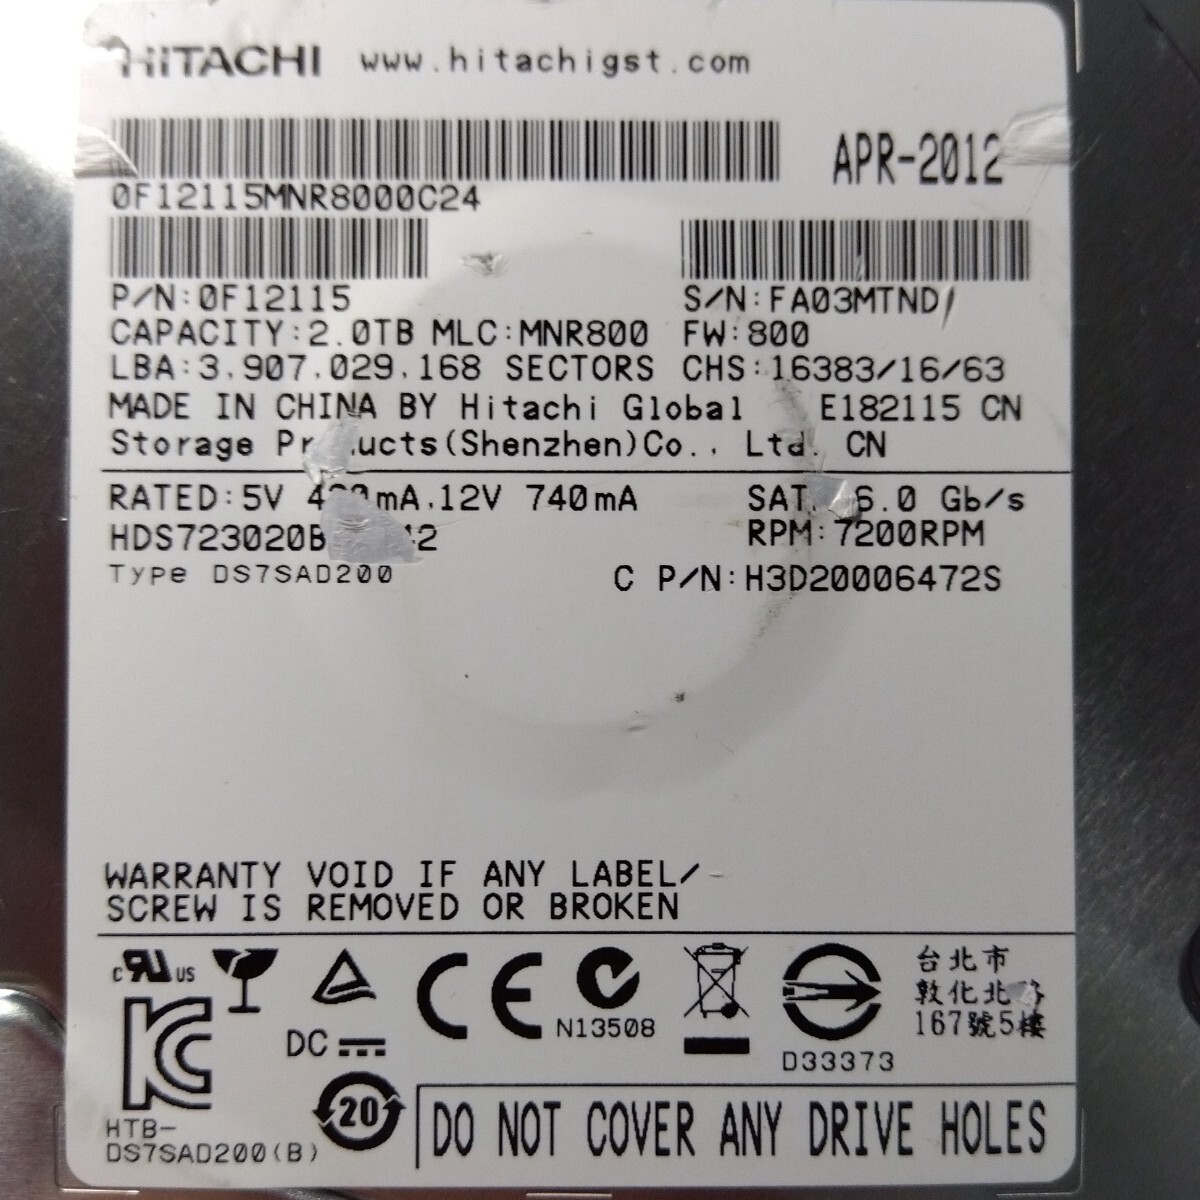 HITACHI www.hitachigst.com
APR-2012
0F12115MNR8000C24
P/N:0F12115 S/N:FA03MTND
CAPACITY:2.0TB MLC:MNR800 FW:800
LBA:3,907,029,168 SECTORS CHS:16383/16/63
MADE IN CHINA BY Hitachi Global E182115 CN
Storage (Shenzhen)Co., Ltd. CN
RATED:5V mA,12V 740mA 6.0 Gb/s
RPM:7200RPM
Type DS7SAD200 C P/N:H3D20006472S
WARRANTY VOID IF ANY LABEL/
SCREW IS REMOVED OR BROKEN
c RU US
CE
N13508
D33373
台北市
敦化北
167號5樓
DC
KC
HTB-
DS7SAD200(B)
20
DO NOT COVER ANY DRIVE HOLES